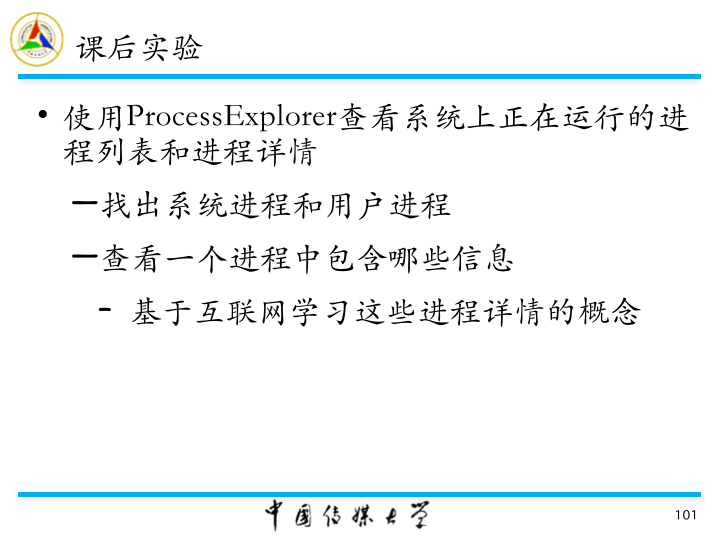 课后实验
• 使用ProcessExplorer查看系统上正在运行的进
程列表和进程详情
–找出系统进程和用户进程
–查看一个进程中包含哪些信息
- 基于互联网学习这些进程详情的概念
中国传媒大学
101